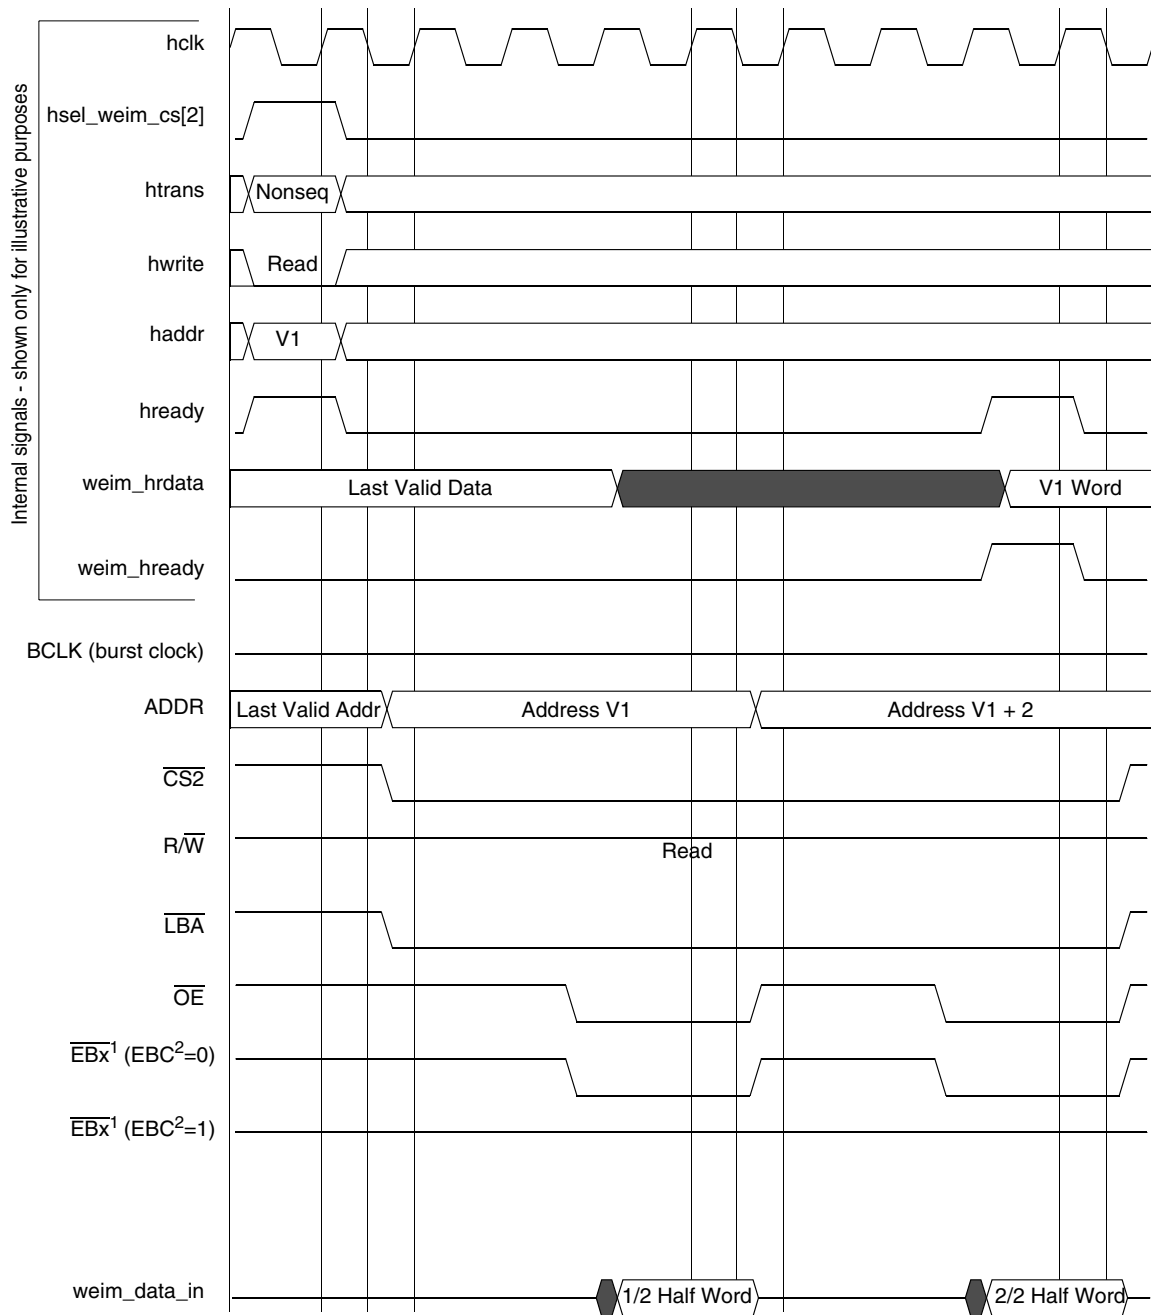 Internal signals - shown only for illustrative purposes
hclk
hsel_weim_cs[2]
htrans Nonseq
hwrite Read
haddr V1
hready
weim_hrdata Last Valid Data V1 Word
weim_hready
BCLK (burst clock)
ADDR Last Valid Addr Address V1 Address V1 + 2
CS2
R/W Read
LBA
OE
EBx1 (EBC2=0)
EBx1 (EBC2=1)
weim_data_in 1/2 Half Word 2/2 Half Word